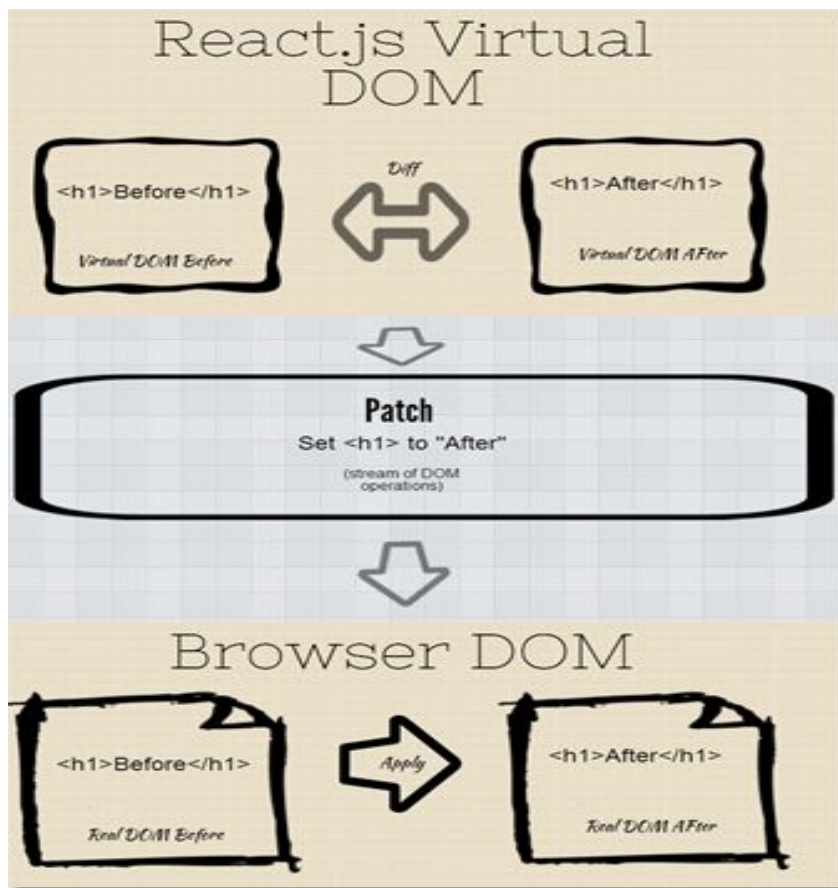 React.js Virtual
DOM
<h1>Before</h1>
Virtual DOM Before
Diff
<h1>After</h1>
Virtual DOM AFter
Patch
Set <h1> to "After"
(stream of DOM
operations)
Browser DOM
<h1>Before</h1>
Real DOM Before
Apply
<h1>After</h1>
Real DOM AFter